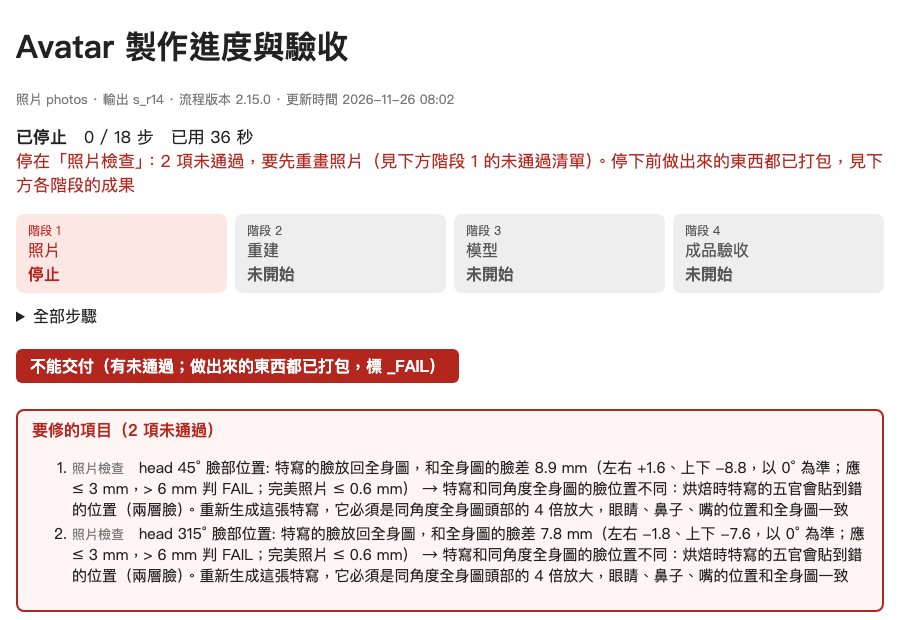 Avatar 製作進度與驗收
照片 photos · 輸出 s_r14 · 流程版本 2.15.0 · 更新時間 2026-11-26 08:02
已停止 0 / 18 步 已用 36 秒
停在「照片檢查」：2 項未通過，要先重畫照片（見下方階段 1 的未通過清單）。停下前做出來的東西都已打包，見下
方各階段的成果
階段 1
照片
停止
階段 2
重建
未開始
階段 3
模型
未開始
階段 4
成品驗收
未開始
▶ 全部步驟
不能交付（有未通過；做出來的東西都已打包，標 _FAIL）
要修的項目（2 項未通過）
1. 照片檢查 head 45° 臉部位置: 特寫的臉放回全身圖，和全身圖的臉差 8.9 mm（左右 +1.6、上下 −8.8，以 0° 為準；應
≤ 3 mm，> 6 mm 判 FAIL；完美照片 ≤ 0.6 mm） → 特寫和同角度全身圖的臉位置不同：烘焙時特寫的五官會貼到錯
的位置（兩層臉）。重新生成這張特寫，它必須是同角度全身圖頭部的 4 倍放大，眼睛、鼻子、嘴的位置和全身圖一致
2. 照片檢查 head 315° 臉部位置: 特寫的臉放回全身圖，和全身圖的臉差 7.8 mm（左右 −1.8、上下 −7.6，以 0° 為準；應
≤ 3 mm，> 6 mm 判 FAIL；完美照片 ≤ 0.6 mm） → 特寫和同角度全身圖的臉位置不同：烘焙時特寫的五官會貼到錯
的位置（兩層臉）。重新生成這張特寫，它必須是同角度全身圖頭部的 4 倍放大，眼睛、鼻子、嘴的位置和全身圖一致